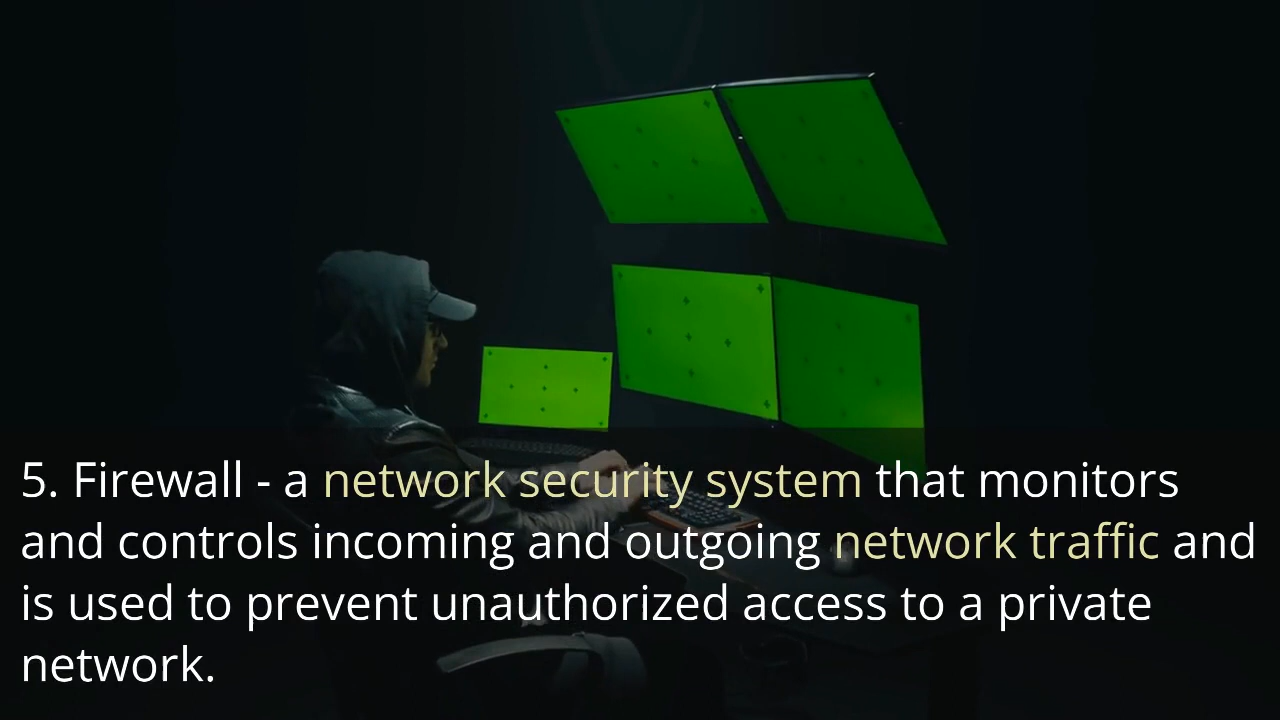 5. Firewall - a network security system that monitors
and controls incoming and outgoing network traffic and
is used to prevent unauthorized access to a private
network.